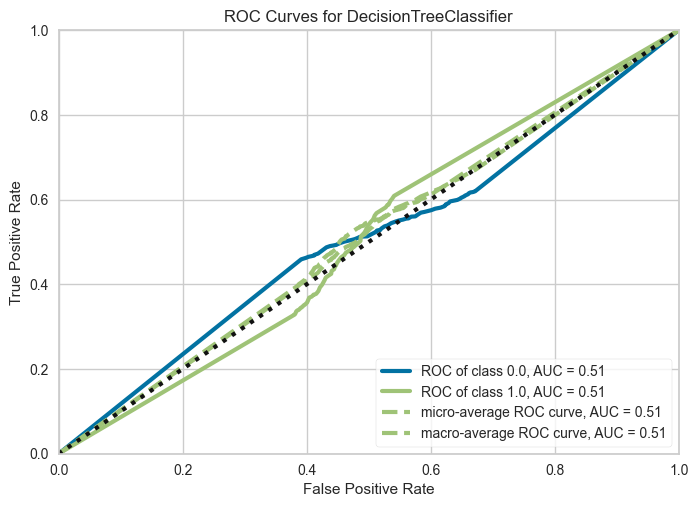 ROC Curves for DecisionTreeClassifier
True Positive Rate
1.0
0.8
0.6
0.4
0.2
0.0
ROC of class 0.0, AUC = 0.51
ROC of class 1.0, AUC = 0.51
micro-average ROC curve, AUC = 0.51
macro-average ROC curve, AUC = 0.51
0.0 0.2 0.4 0.6 0.8 1.0
False Positive Rate